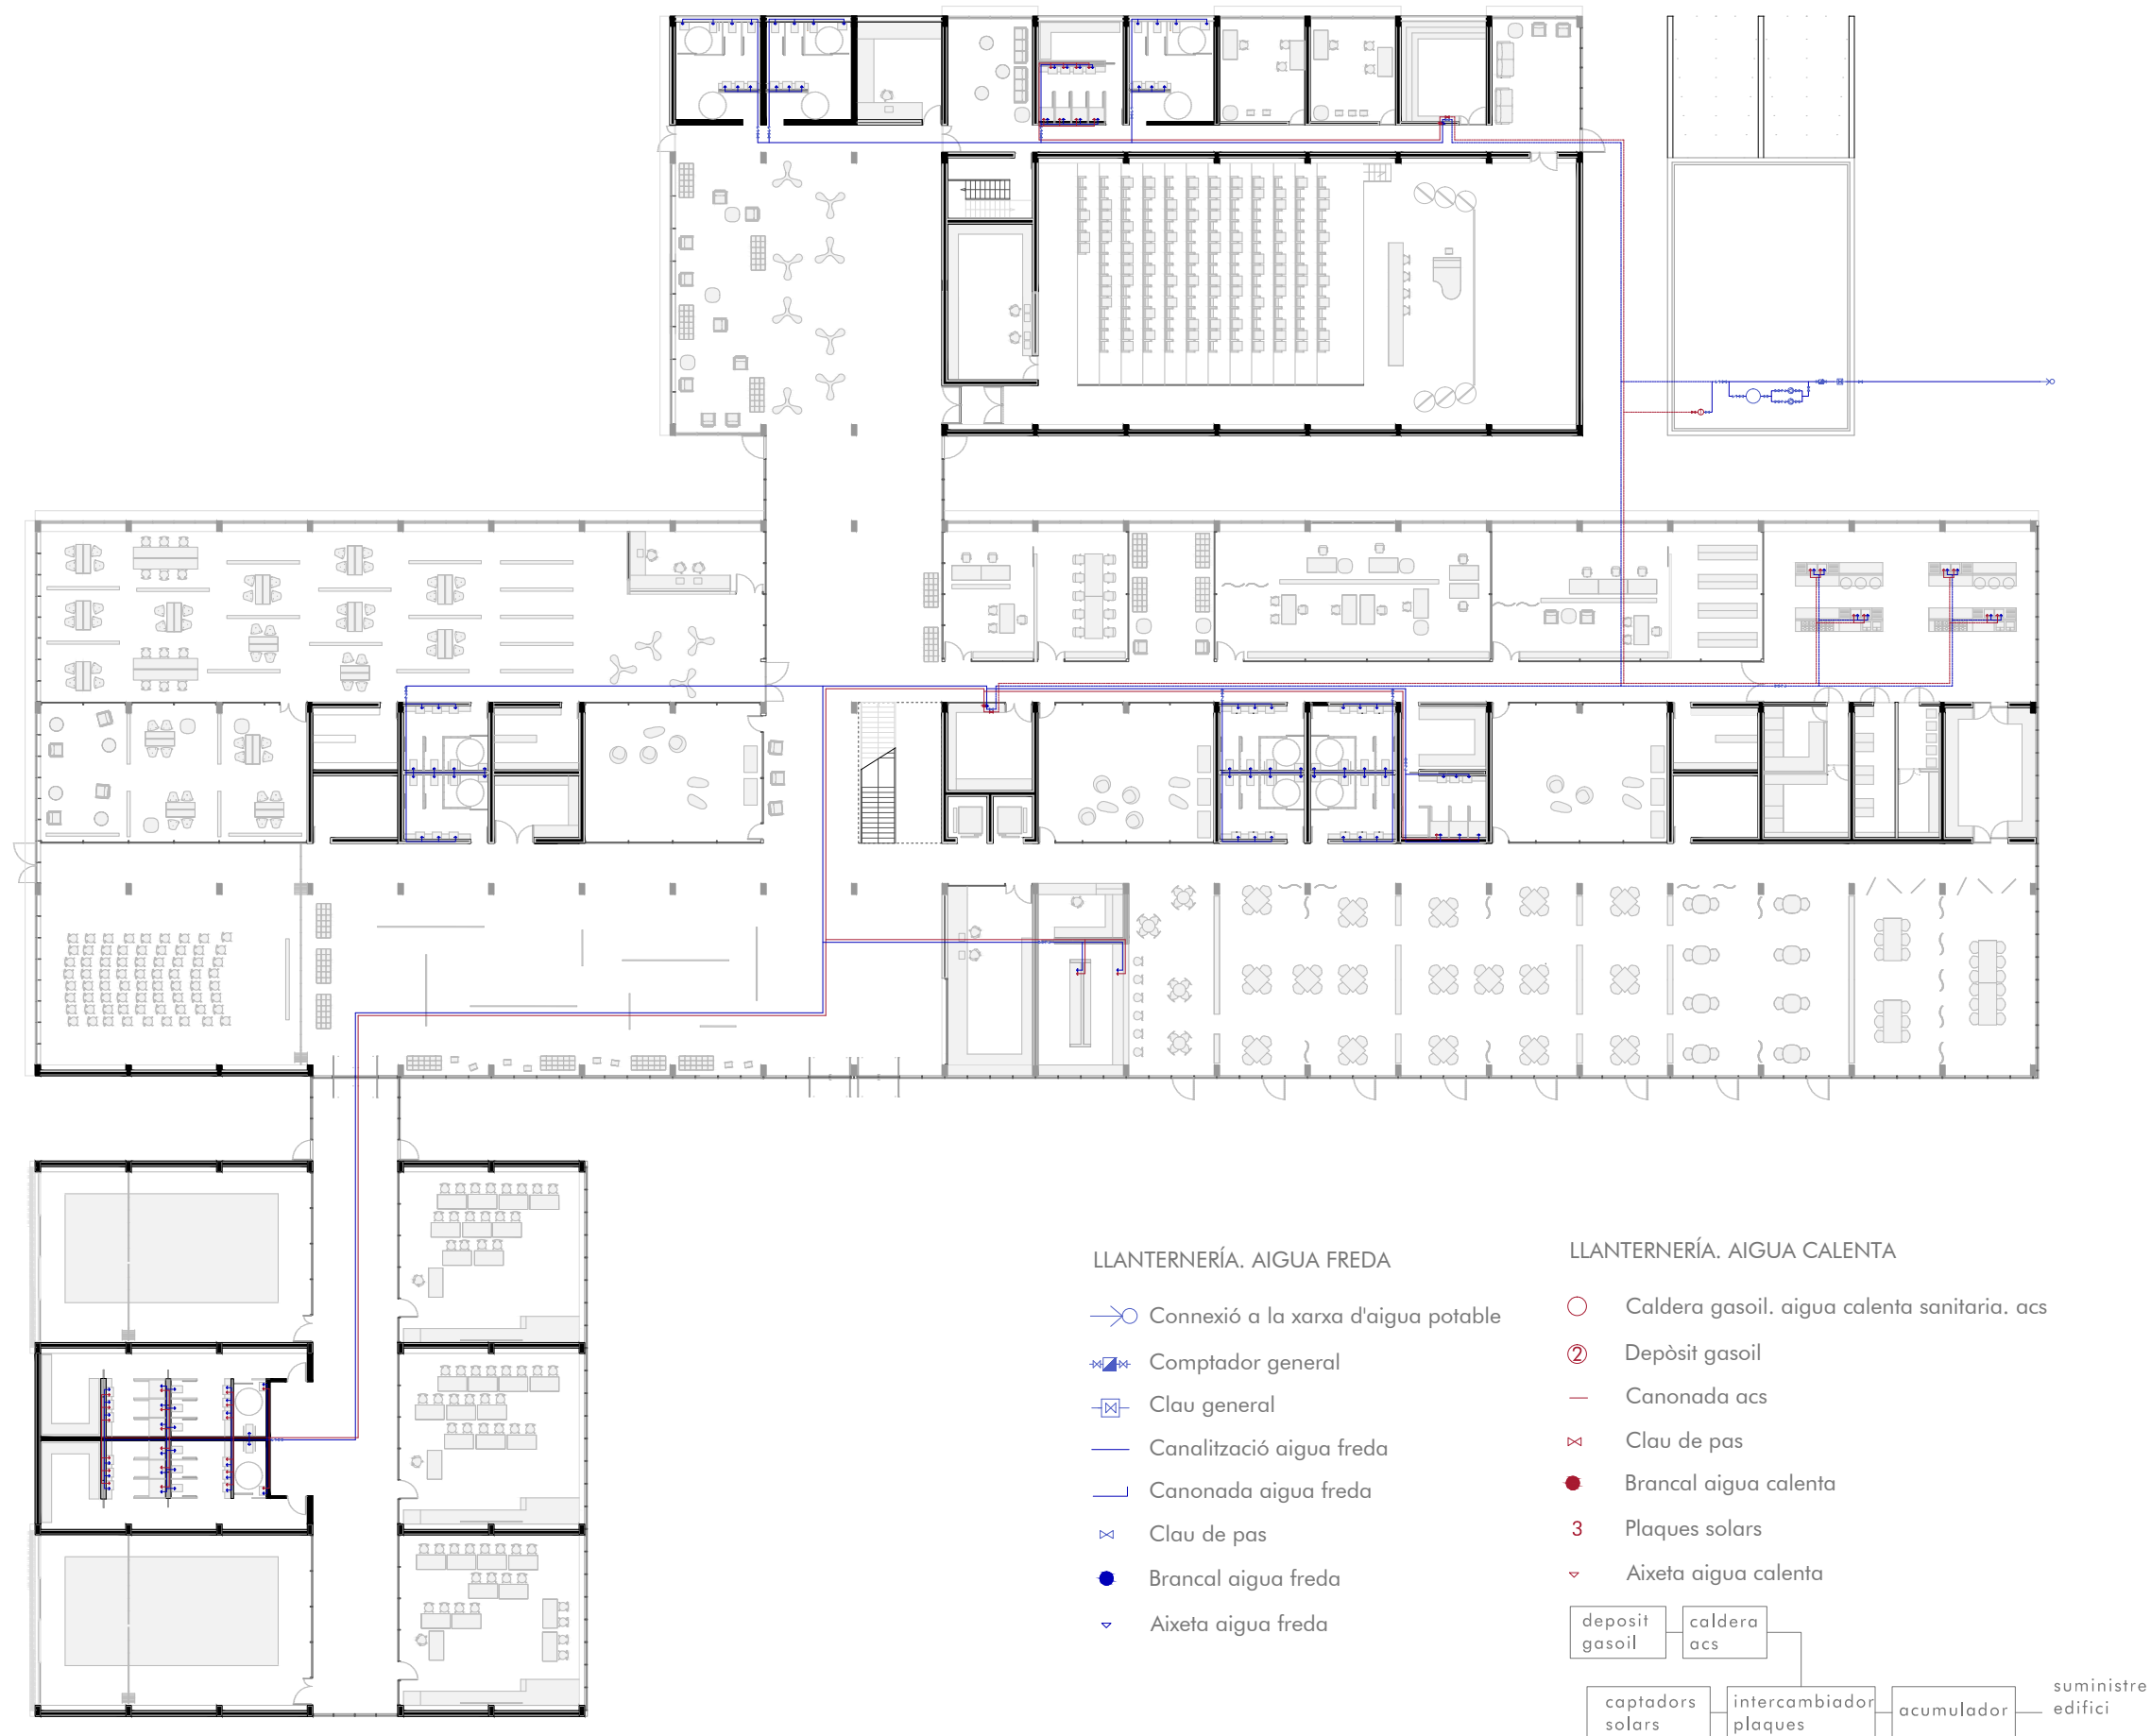 LLANTERNERÍA. AIGUA FREDA
Connexió a la xarxa d'aigua potable
Comptador general
Clau general
Canalització aigua freda
Canonada aigua freda
Clau de pas
Brancal aigua freda
Aixeta aigua freda
LLANTERNERÍA. AIGUA CALENTA
Caldera gasoil. aigua calenta sanitaria. acs
2 Depòsit gasoil
Canonada acs
Clau de pas
Brancal aigua calenta
3 Plaques solars
Aixeta aigua calenta
deposit
gasoil
caldera
acs
captadors
solars
intercambiador
plaques
acumulador
suministre
edifici